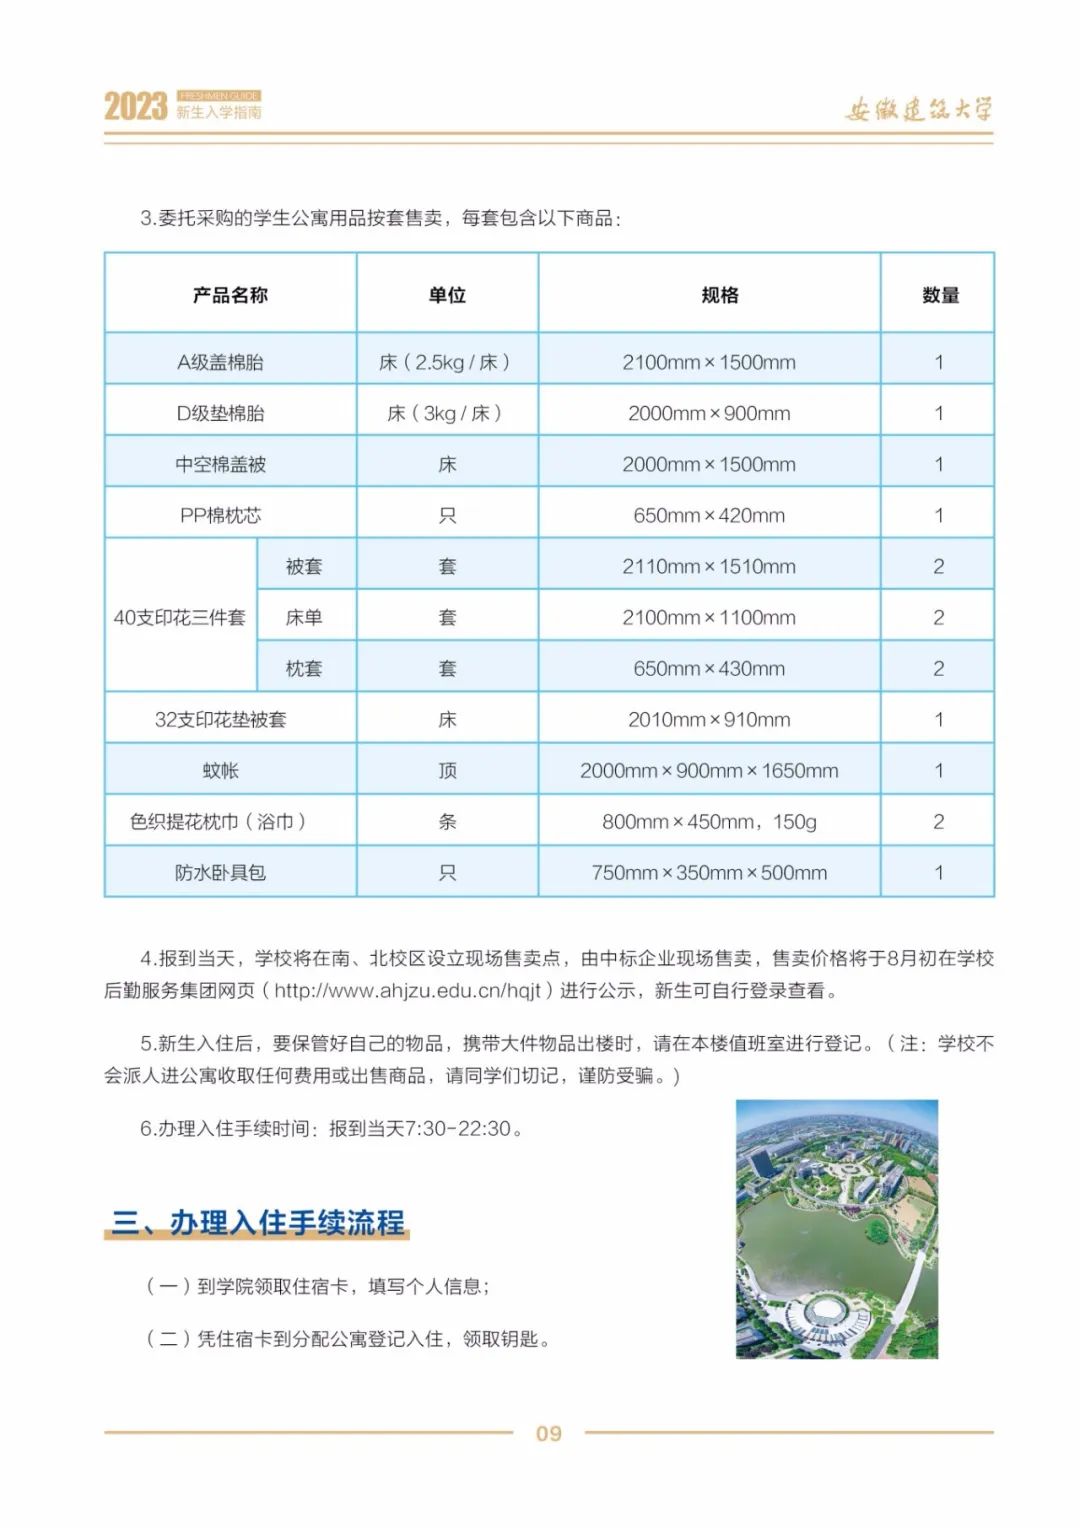 2023 FRESHMEN GUIDE
新生入学指南
安徽建筑大学
3.委托采购的学生公寓用品按套售卖，每套包含以下商品：
产品名称 单位 规格 数量
A级盖棉胎 床（2.5kg / 床） 2100mm×1500mm 1
D级垫棉胎 床（3kg / 床） 2000mm×900mm 1
中空棉盖被 床 2000mm×1500mm 1
PP棉枕芯 只 650mm×420mm 1
被套 套 2110mm×1510mm 2
40支印花三件套 床单 套 2100mm×1100mm 2
枕套 套 650mm×430mm 2
32支印花垫被套 床 2010mm×910mm 1
蚊帐 顶 2000mm×900mm×1650mm 1
色织提花枕巾（浴巾） 条 800mm×450mm，150g 2
防水卧具包 只 750mm×350mm×500mm 1
4.报到当天，学校将在南、北校区设立现场售卖点，由中标企业现场售卖，售卖价格将于8月初在学校
后勤服务集团网页（http://www.ahjzu.edu.cn/hqjt）进行公示，新生可自行登录查看。
5.新生入住后，要保管好自己的物品，携带大件物品出楼时，请在本楼值班室进行登记。（注：学校不
会派人进公寓收取任何费用或出售商品，请同学们切记，谨防受骗。)
6.办理入住手续时间：报到当天7:30-22:30。
三、办理入住手续流程
（一）到学院领取住宿卡，填写个人信息；
（二）凭住宿卡到分配公寓登记入住，领取钥匙。
09